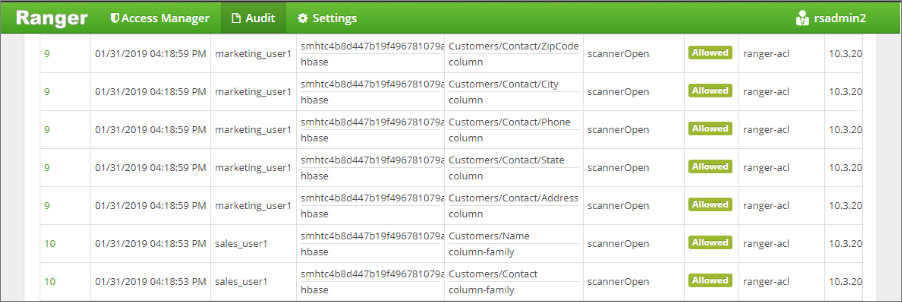 Ranger Access Manager Audit Settings rsadmin2
9 01/31/2019 04:18:59 PM marketing_user1 smhtc4b8d447b19f496781079a Customers/Contact/ZipCode scannerOpen Allowed ranger-acl 10.3.20
hbase column
9 01/31/2019 04:18:59 PM marketing_user1 smhtc4b8d447b19f496781079a Customers/Contact/City scannerOpen Allowed ranger-acl 10.3.20
hbase column
9 01/31/2019 04:18:59 PM marketing_user1 smhtc4b8d447b19f496781079a Customers/Contact/Phone scannerOpen Allowed ranger-acl 10.3.20
hbase column
9 01/31/2019 04:18:59 PM marketing_user1 smhtc4b8d447b19f496781079a Customers/Contact/State scannerOpen Allowed ranger-acl 10.3.20
hbase column
9 01/31/2019 04:18:59 PM marketing_user1 smhtc4b8d447b19f496781079a Customers/Contact/Address scannerOpen Allowed ranger-acl 10.3.20
hbase column
10 01/31/2019 04:18:53 PM sales_user1 smhtc4b8d447b19f496781079a Customers/Name scannerOpen Allowed ranger-acl 10.3.20
hbase column-family
10 01/31/2019 04:18:53 PM sales_user1 smhtc4b8d447b19f496781079a Customers/Contact scannerOpen Allowed ranger-acl 10.3.20
hbase column-family